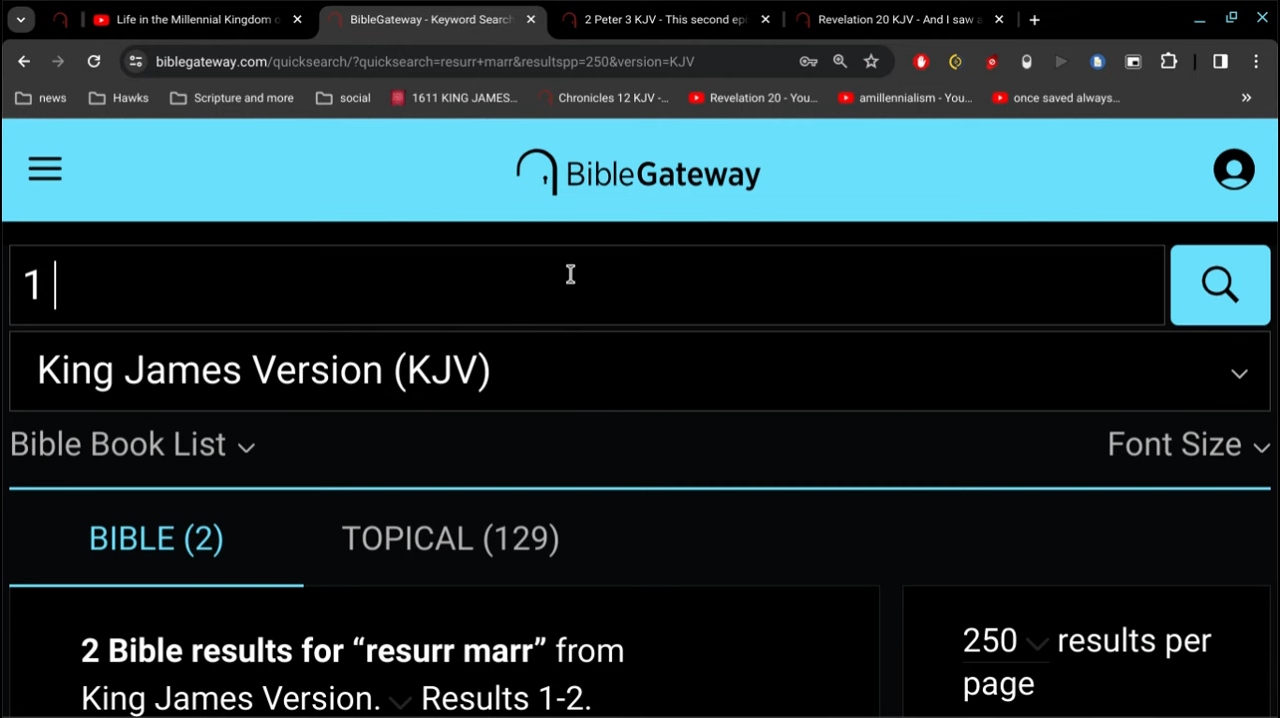 Life in the Millennial Kingdom o
BibleGateway - Keyword Search
2 Peter 3 KJV - This second epi
Revelation 20 KJV - And I saw a
biblegateway.com/quicksearch/?quicksearch=resurr+marr&resultspp=250&version=KJV
news
Hawks
Scripture and more
social
1611 KING JAMES...
Chronicles 12 KJV -...
Revelation 20 - You...
amillennialism - You...
once saved always...
BibleGateway
1
King James Version (KJV)
Bible Book List
Font Size
BIBLE (2)
TOPICAL (129)
2 Bible results for “resurr marr” from
King James Version. Results 1-2.
250 results per
page